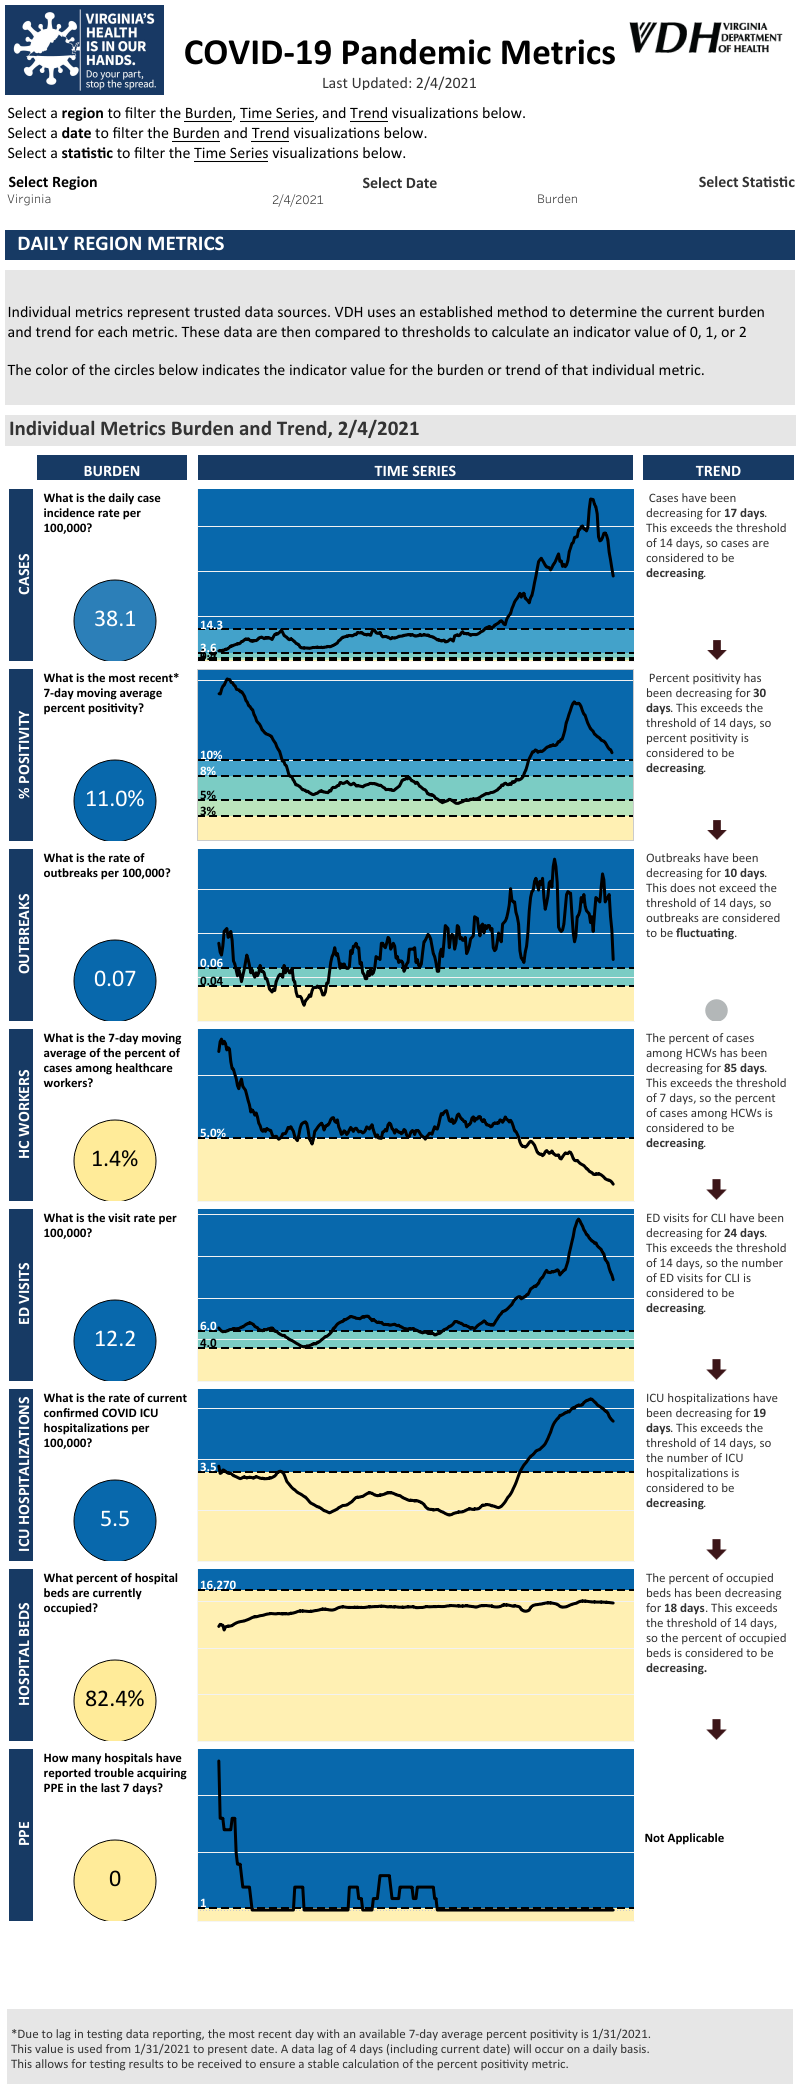 VIRGINIA'S
HEALTH
IS IN OUR
HANDS.
Do your part,
stop the spread.
COVID-19 Pandemic Metrics
Last Updated: 2/4/2021
VDH VIRGINIA
DEPARTMENT
OF HEALTH
Select a region to filter the Burden, Time Series, and Trend visualizations below.
Select a date to filter the Burden and Trend visualizations below.
Select a statistic to filter the Time Series visualizations below.
Select Region Select Date Select Statistic
Virginia 2/4/2021 Burden
DAILY REGION METRICS
Individual metrics represent trusted data sources. VDH uses an established method to determine the current burden
and trend for each metric. These data are then compared to thresholds to calculate an indicator value of 0, 1, or 2
The color of the circles below indicates the indicator value for the burden or trend of that individual metric.
Individual Metrics Burden and Trend, 2/4/2021
BURDEN TIME SERIES TREND
CASES
What is the daily case
incidence rate per
100,000?
38.1
14.3
3.6
Cases have been
decreasing for 17 days.
This exceeds the threshold
of 14 days, so cases are
considered to be
decreasing.
% POSITIVITY
What is the most recent*
7-day moving average
percent positivity?
11.0%
10%
8%
5%
3%
Percent positivity has
been decreasing for 30
days. This exceeds the
threshold of 14 days, so
percent positivity is
considered to be
decreasing.
OUTBREAKS
What is the rate of
outbreaks per 100,000?
0.07
0.06
0.04
Outbreaks have been
decreasing for 10 days.
This does not exceed the
threshold of 14 days, so
outbreaks are considered
to be fluctuating.
HC WORKERS
What is the 7-day moving
average of the percent of
cases among healthcare
workers?
1.4%
5.0%
The percent of cases
among HCWs has been
decreasing for 85 days.
This exceeds the threshold
of 7 days, so the percent
of cases among HCWs is
considered to be
decreasing.
ED VISITS
What is the visit rate per
100,000?
12.2
6.0
4.0
ED visits for CLI have been
decreasing for 24 days.
This exceeds the threshold
of 14 days, so the number
of ED visits for CLI is
considered to be
decreasing.
ICU HOSPITALIZATIONS
What is the rate of current
confirmed COVID ICU
hospitalizations per
100,000?
5.5
3.5
ICU hospitalizations have
been decreasing for 19
days. This exceeds the
threshold of 14 days, so
the number of ICU
hospitalizations is
considered to be
decreasing.
HOSPITAL BEDS
What percent of hospital
beds are currently
occupied?
82.4%
16,270
The percent of occupied
beds has been decreasing
for 18 days. This exceeds
the threshold of 14 days,
so the percent of occupied
beds is considered to be
decreasing.
PPE
How many hospitals have
reported trouble acquiring
PPE in the last 7 days?
0
1
Not Applicable
*Due to lag in testing data reporting, the most recent day with an available 7-day average percent positivity is 1/31/2021.
This value is used from 1/31/2021 to present date. A data lag of 4 days (including current date) will occur on a daily basis.
This allows for testing results to be received to ensure a stable calculation of the percent positivity metric.